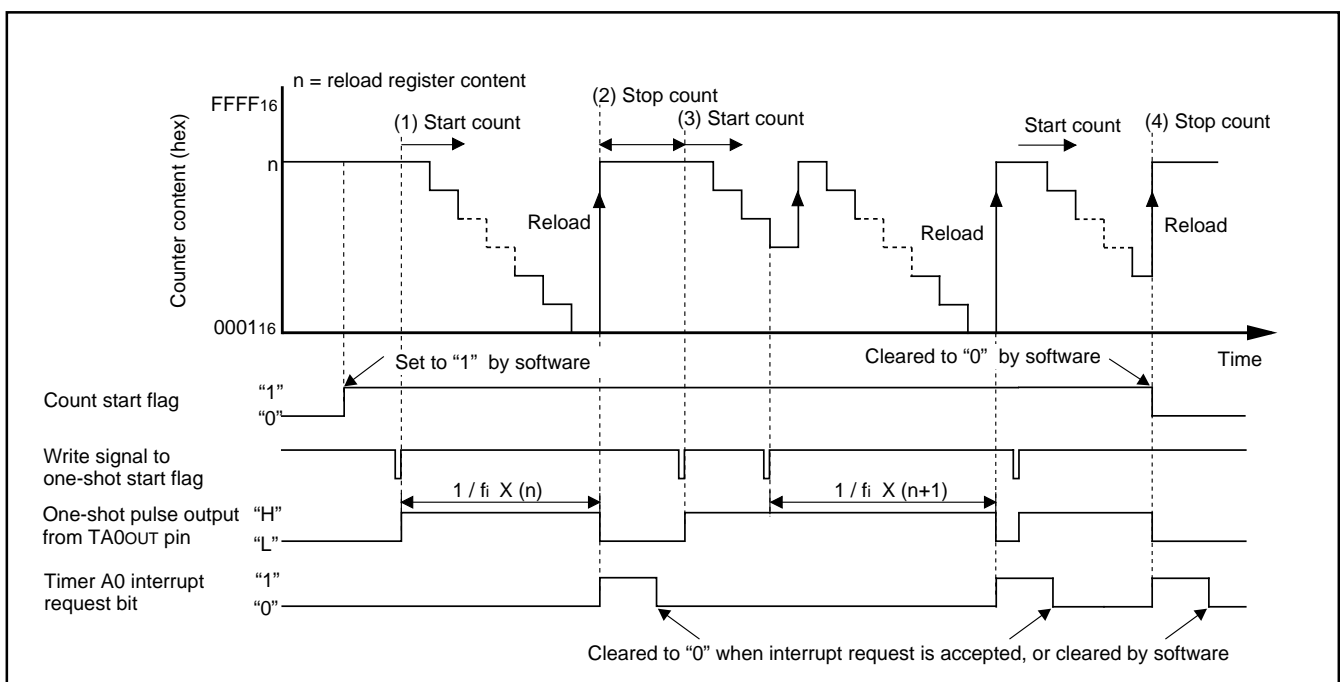 n = reload register content
FFFF16
(2) Stop count
(1) Start count
(3) Start count
Start count
(4) Stop count
Counter content (hex)
n
Reload
Reload
Reload
000116
Set to “1” by software
Cleared to “0” by software
Time
Count start flag
“1”
“0”
Write signal to
one-shot start flag
1 / fi X (n)
1 / fi X (n+1)
One-shot pulse output
from TA0OUT pin
“H”
“L”
Timer A0 interrupt
request bit
“1”
“0”
Cleared to “0” when interrupt request is accepted, or cleared by software